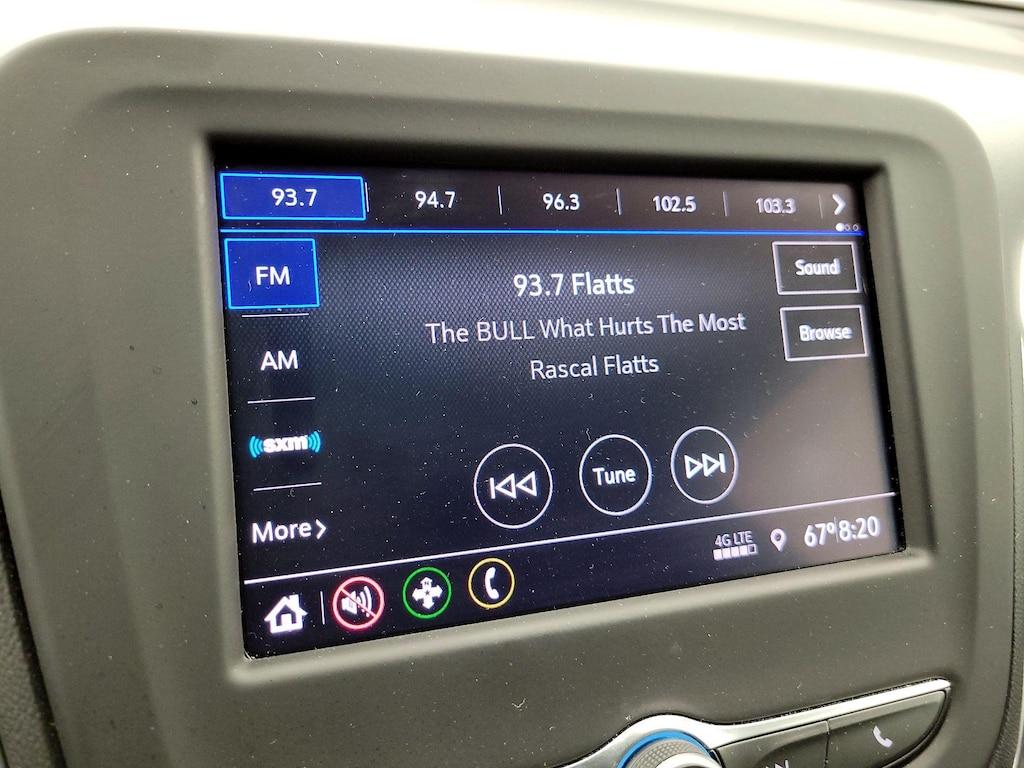 93.7 94.7 96.3 102.5 103.3
FM
93.7 Flatts
Sound
The BULL What Hurts The Most
Browse
AM
Rascal Flatts
sxm
Tune
More
4G LTE
67° 8:20